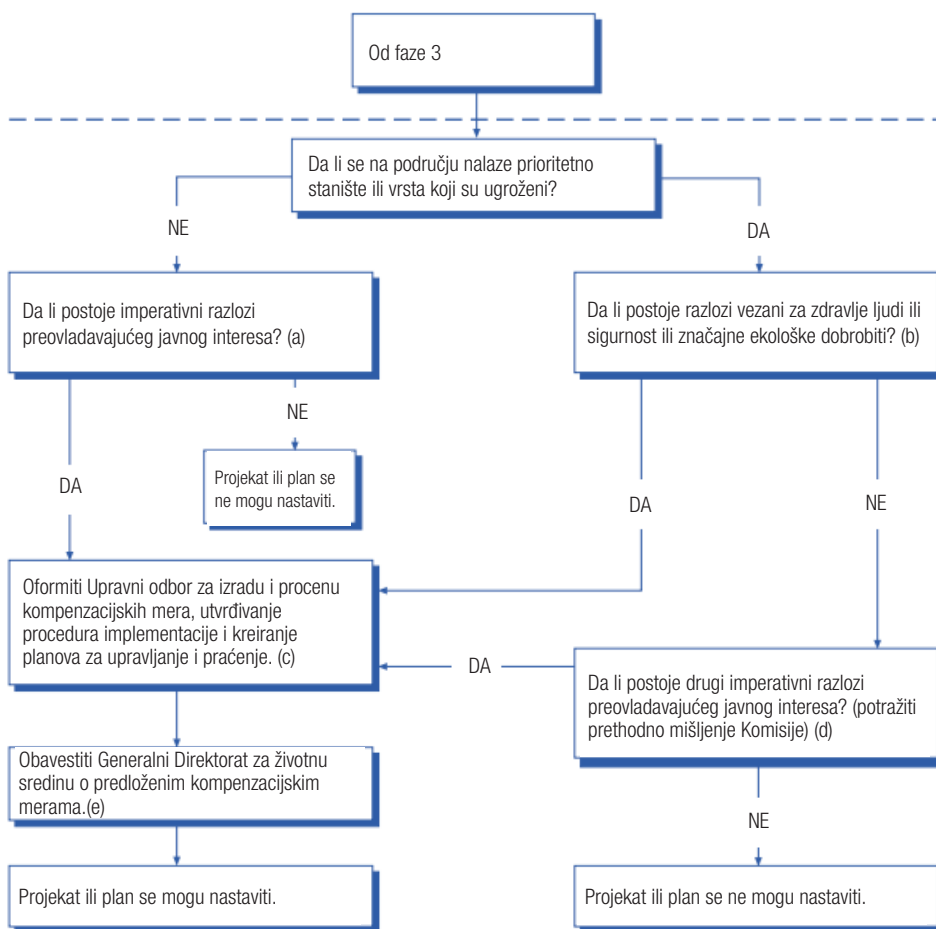 Od faze 3
Da li se na području nalaze prioritetno
stanište ili vrsta koji su ugroženi?
NE
DA
Da li postoje imperativni razlozi
preovladavajućeg javnog interesa? (a)
Da li postoje razlozi vezani za zdravlje ljudi ili
sigurnost ili značajne ekološke dobrobiti? (b)
NE
DA
Projekat ili plan se
ne mogu nastaviti.
DA
NE
Oformiti Upravni odbor za izradu i procenu
kompenzacijskih mera, utvrđivanje
procedura implementacije i kreiranje
planova za upravljanje i praćenje. (c)
DA
Da li postoje drugi imperativni razlozi
preovladavajućeg javnog interesa? (potražiti
prethodno mišljenje Komisije) (d)
Obavestiti Generalni Direktorat za životnu
sredinu o predloženim kompenzacijskim
merama.(e)
NE
Projekat ili plan se mogu nastaviti.
Projekat ili plan se ne mogu nastaviti.